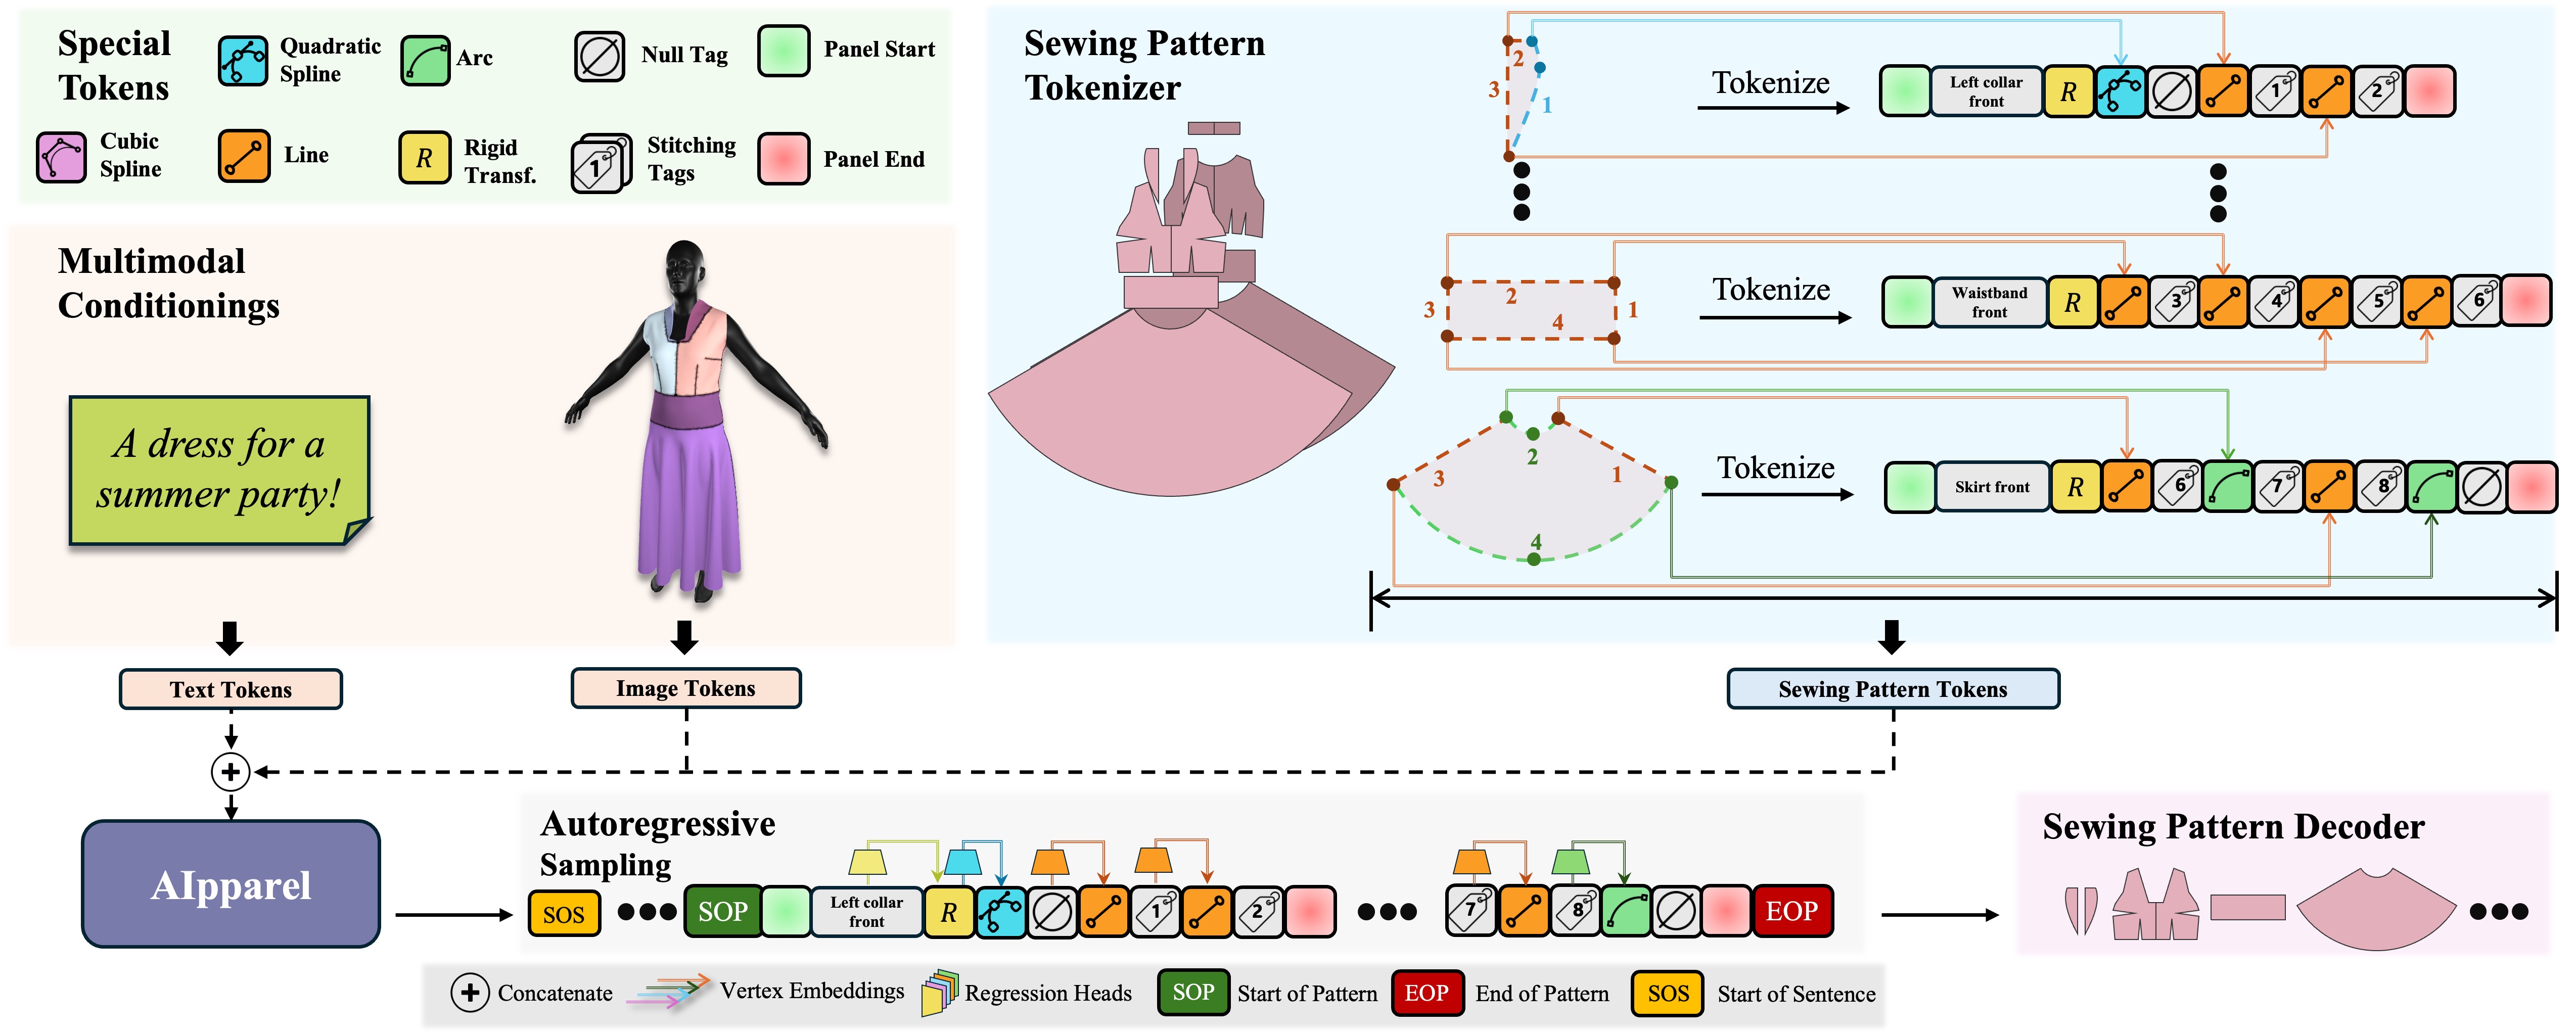 Special
Tokens
Quadratic
Spline
Arc
Null Tag
Panel Start
Cubic
Spline
Line
R
Rigid
Transf.
1
Stitching
Tags
Panel End
Multimodal
Conditionings
A dress for a
summer party!
Sewing Pattern
Tokenizer
2
3
1
Tokenize
Left collar
front
R
1
2
3
2
4
1
Tokenize
Waistband
front
R
3
4
5
6
3
2
1
4
Tokenize
Skirt front
R
6
7
8
Text Tokens
Image Tokens
Sewing Pattern Tokens
AIpparel
Autoregressive
Sampling
SOS
SOP
Left collar
front
R
1
2
7
8
EOP
Sewing Pattern Decoder
Concatenate
Vertex Embeddings
Regression Heads
SOP
Start of Pattern
EOP
End of Pattern
SOS
Start of Sentence